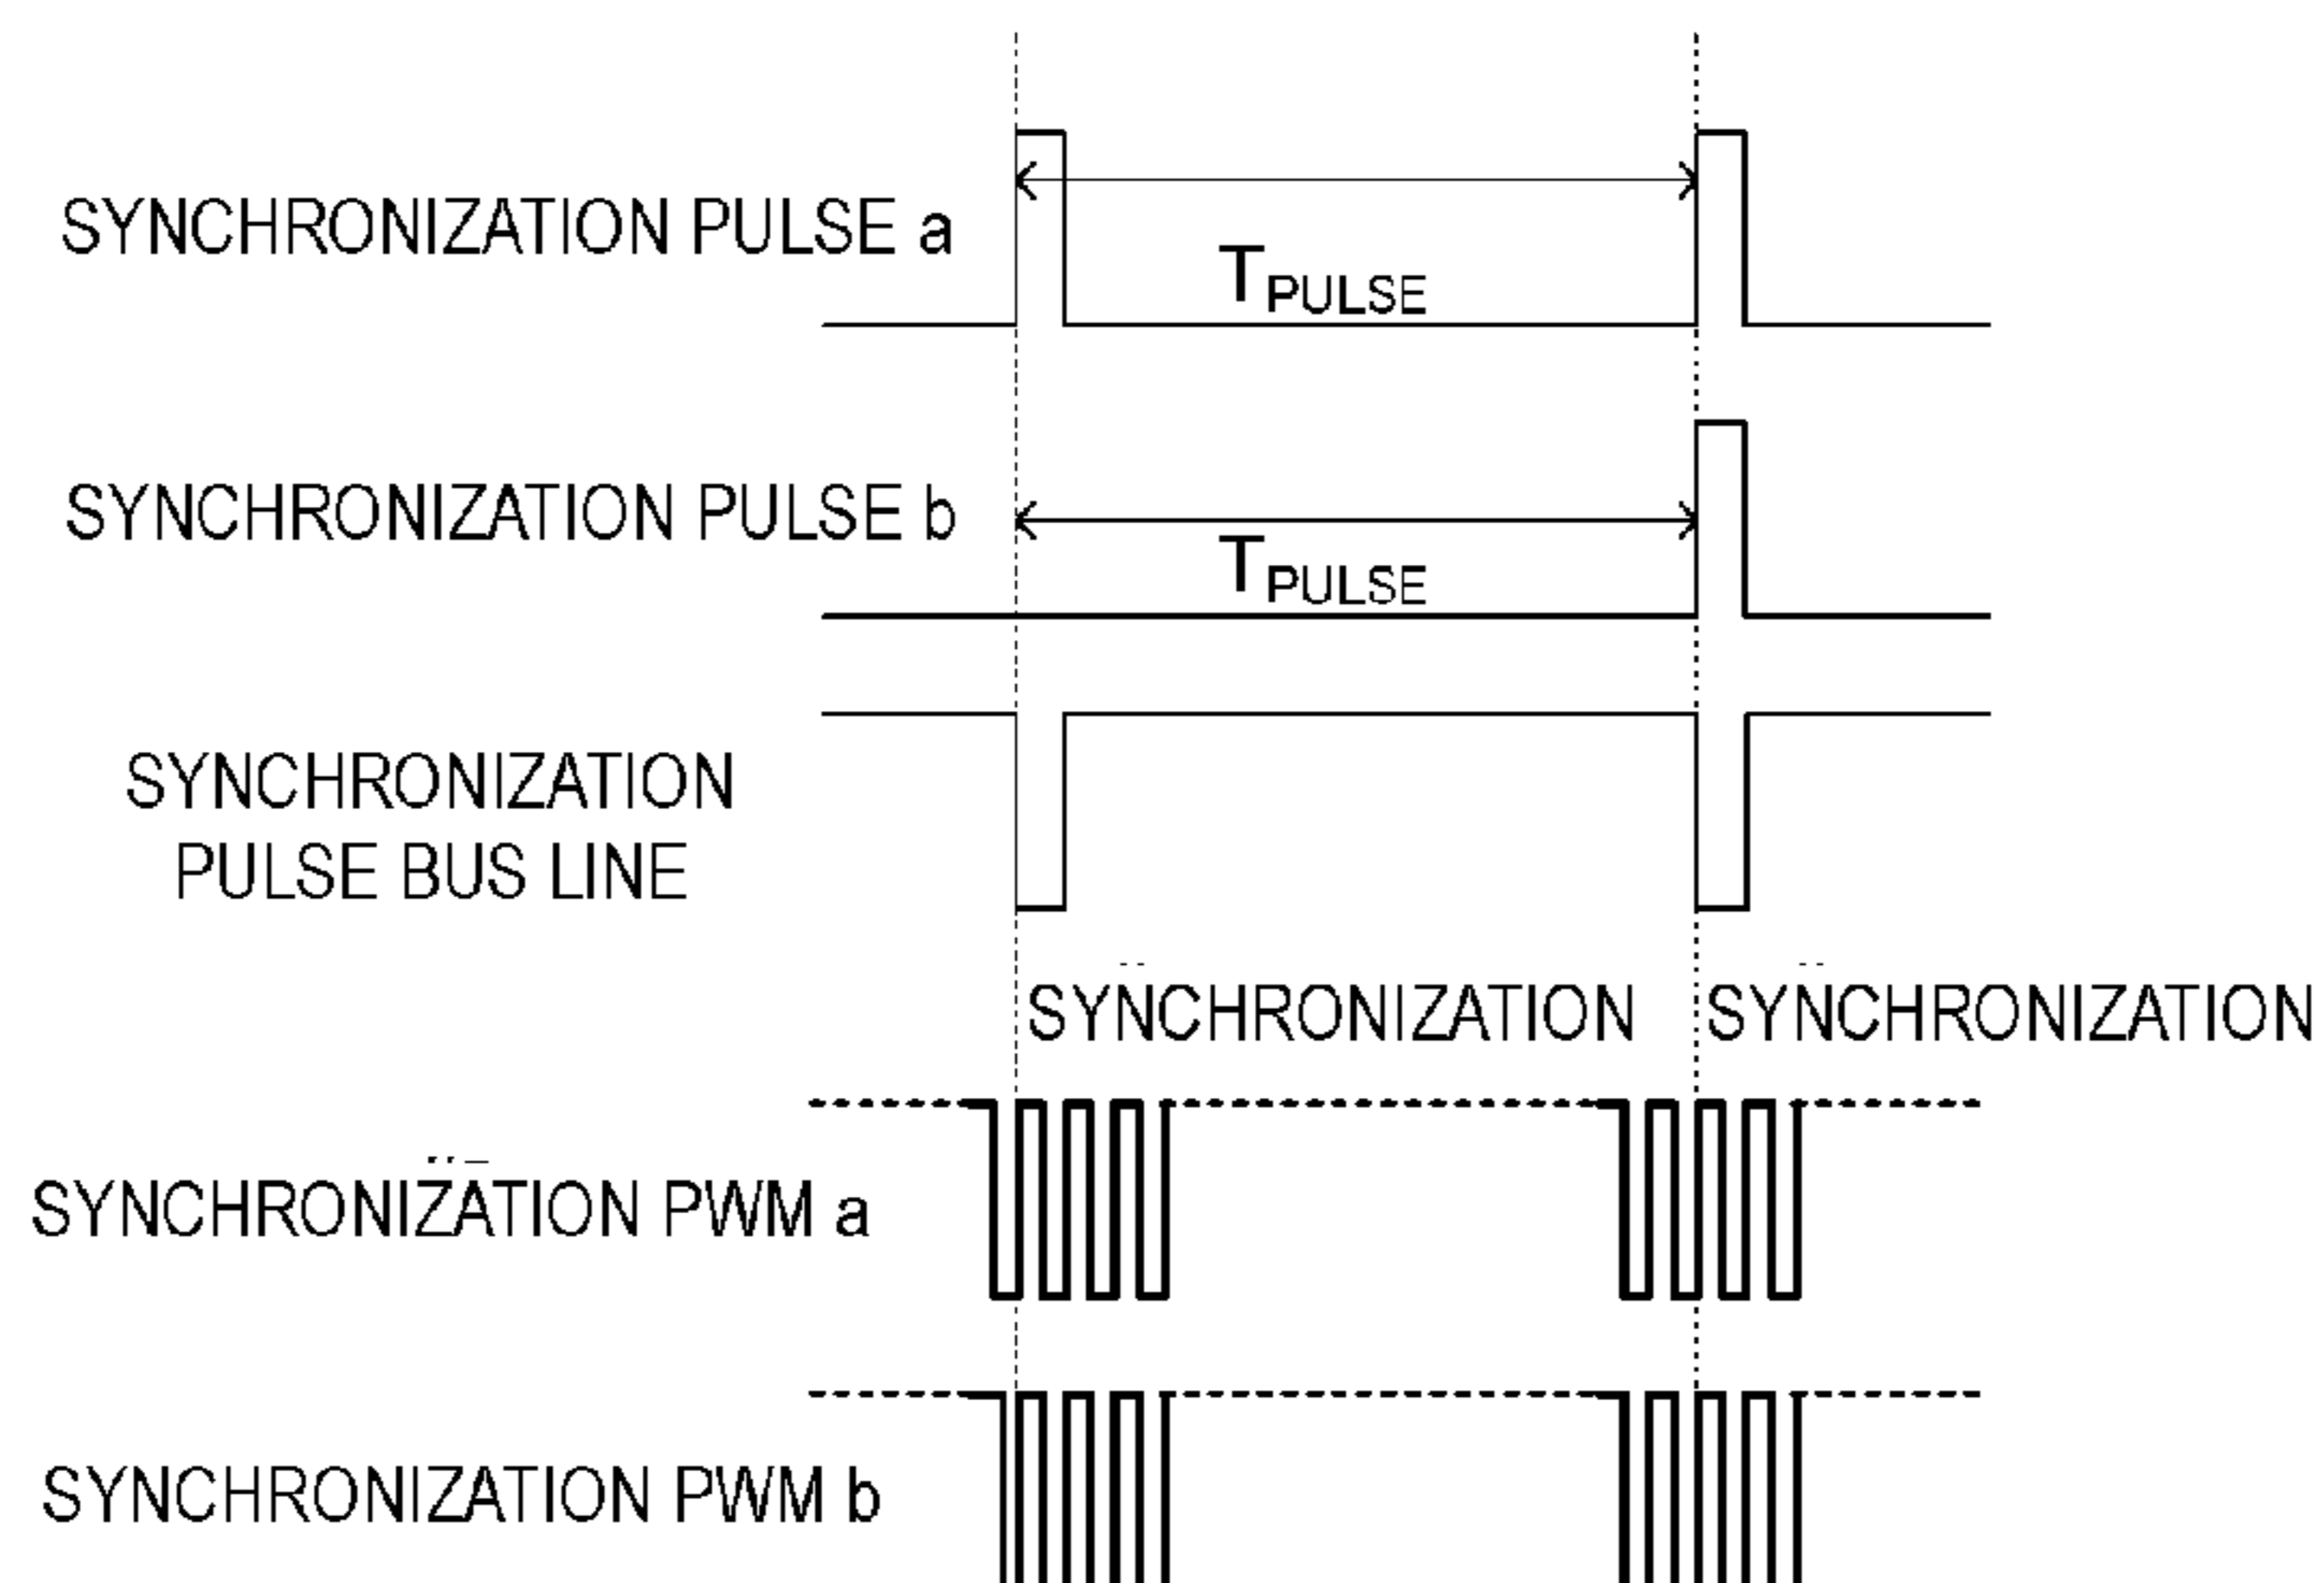 SYNCHRONIZATION PULSE a
TPULSE
SYNCHRONIZATION PULSE b
TPULSE
SYNCHRONIZATION
PULSE BUS LINE
SYNCHRONIZATION SYNCHRONIZATION
SYNCHRONIZATION PWM a
SYNCHRONIZATION PWM b